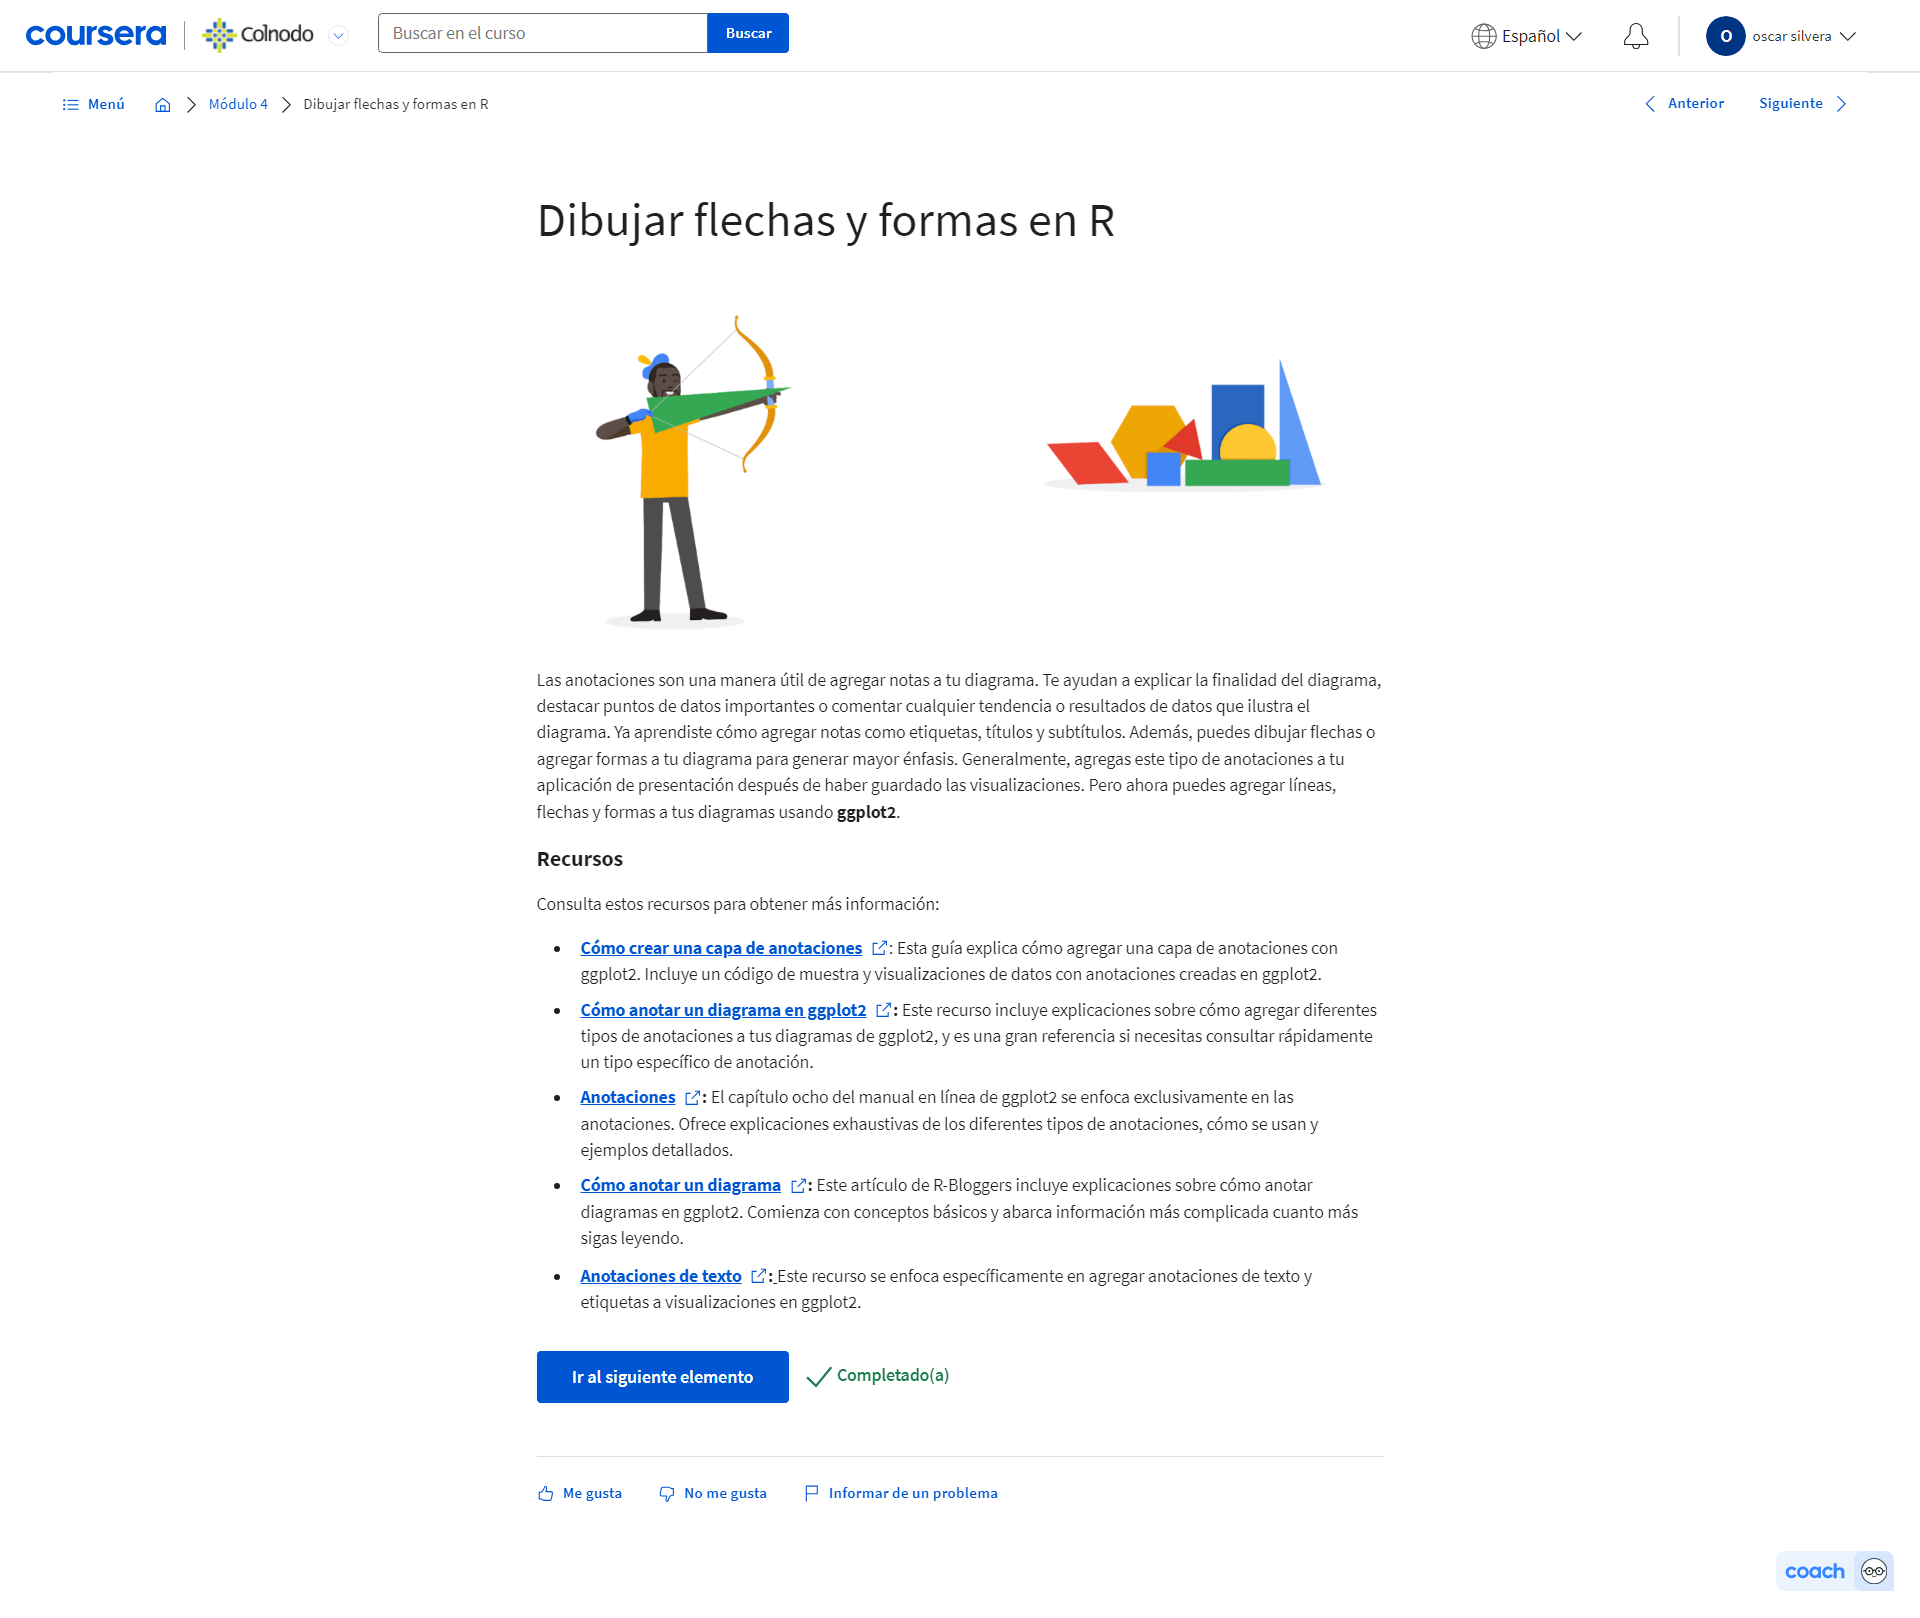 coursera
Colnodo
Buscar en el curso
Buscar
Español
O
oscar silvera
Menú
Módulo 4
Dibujar flechas y formas en R
Anterior
Siguiente
Dibujar flechas y formas en R
Las anotaciones son una manera útil de agregar notas a tu diagrama. Te ayudan a explicar la finalidad del diagrama,
destacar puntos de datos importantes o comentar cualquier tendencia o resultados de datos que ilustra el
diagrama. Ya aprendiste cómo agregar notas como etiquetas, títulos y subtítulos. Además, puedes dibujar flechas o
agregar formas a tu diagrama para generar mayor énfasis. Generalmente, agregas este tipo de anotaciones a tu
aplicación de presentación después de haber guardado las visualizaciones. Pero ahora puedes agregar líneas,
flechas y formas a tus diagramas usando ggplot2.
Recursos
Consulta estos recursos para obtener más información:
Cómo crear una capa de anotaciones : Esta guía explica cómo agregar una capa de anotaciones con
ggplot2. Incluye un código de muestra y visualizaciones de datos con anotaciones creadas en ggplot2.
Cómo anotar un diagrama en ggplot2 : Este recurso incluye explicaciones sobre cómo agregar diferentes
tipos de anotaciones a tus diagramas de ggplot2, y es una gran referencia si necesitas consultar rápidamente
un tipo específico de anotación.
Anotaciones : El capítulo ocho del manual en línea de ggplot2 se enfoca exclusivamente en las
anotaciones. Ofrece explicaciones exhaustivas de los diferentes tipos de anotaciones, cómo se usan y
ejemplos detallados.
Cómo anotar un diagrama : Este artículo de R-Bloggers incluye explicaciones sobre cómo anotar
diagramas en ggplot2. Comienza con conceptos básicos y abarca información más complicada cuanto más
sigas leyendo.
Anotaciones de texto : Este recurso se enfoca específicamente en agregar anotaciones de texto y
etiquetas a visualizaciones en ggplot2.
Ir al siguiente elemento
Completado(a)
Me gusta
No me gusta
Informar de un problema
coach